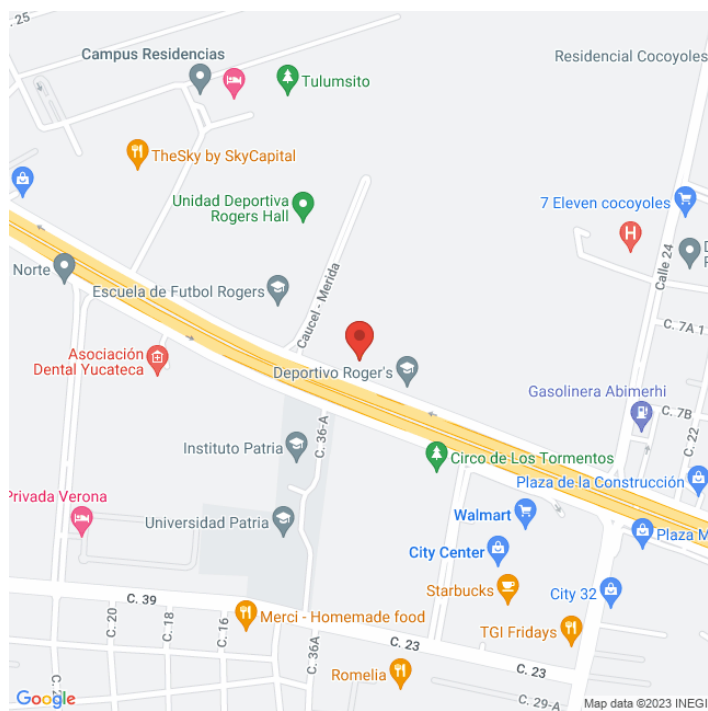 C. 25
Campus Residencias
Residencial Cocoyoles
Tulumsito
TheSky by SkyCapital
Unidad Deportiva
Rogers Hall
7 Eleven cocoyoles
H
Norte
Caucel - Merida
Calle 24
D
Escuela de Futbol Rogers
C. 7A 1
Asociación
Dental Yucateca
Deportivo Roger's
Gasolinera Abimerhi
C. 7B
C. 22
C. 36-A
Instituto Patria
Circo de Los Tormentos
Plaza de la Construcción
Privada Verona
Universidad Patria
Walmart
Plaza M
City Center
Starbucks
City 32
C. 39
C. 20
C. 18
C. 16
Merci - Homemade food
TGI Fridays
C. 36A
C. 23
C. 23
Romelia
C. 29-A
Google
Map data ©2023 INEGI